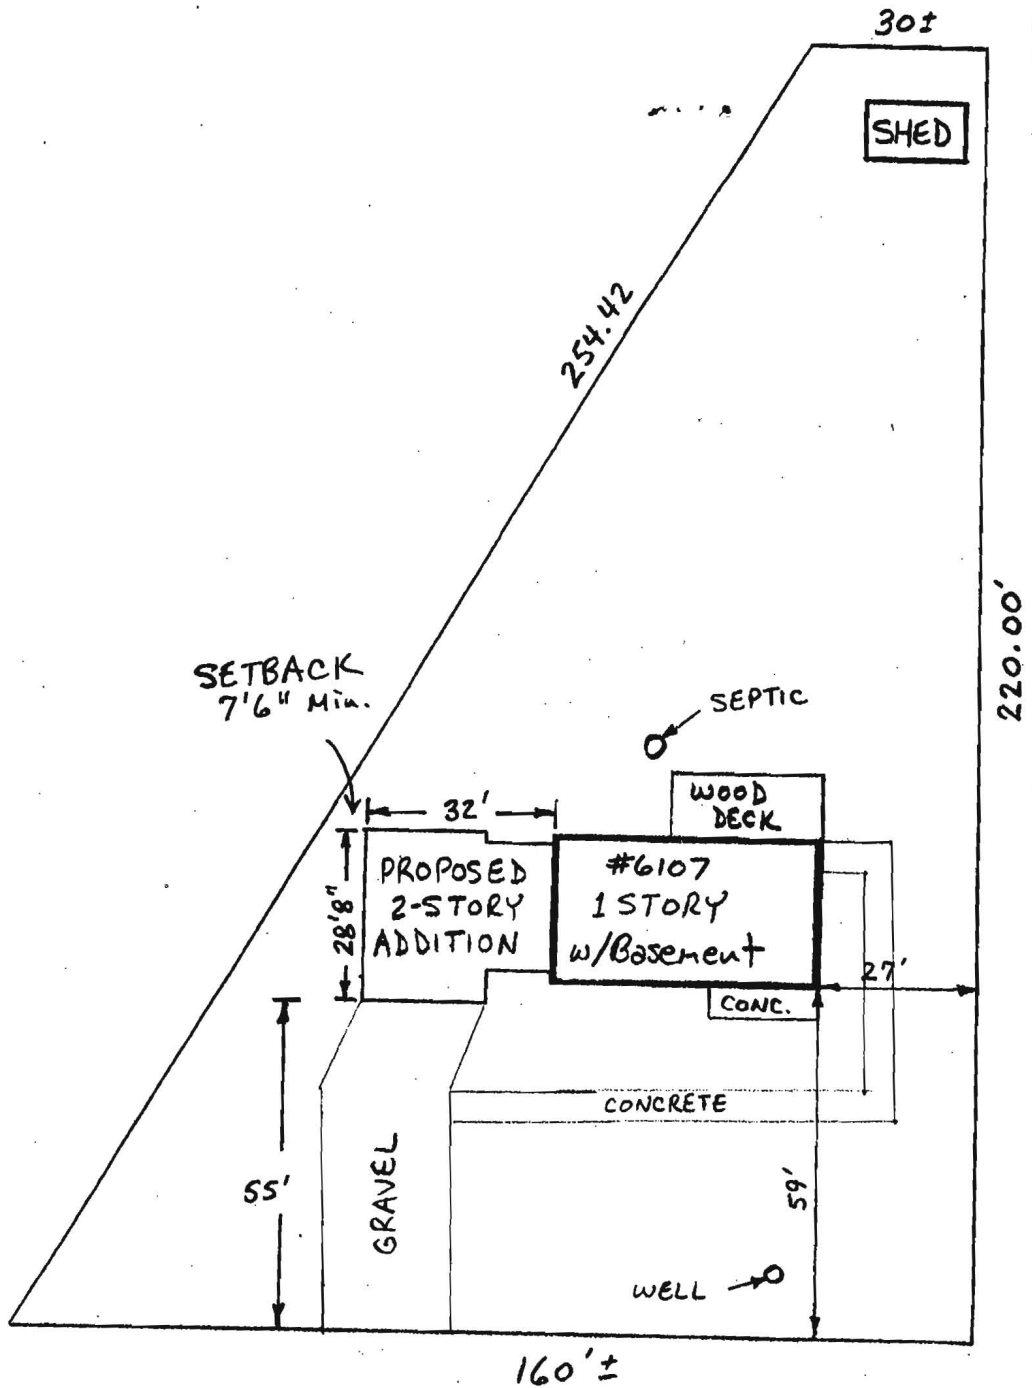 30±
SHED
254.42
220.00'
SETBACK
7'6" Min.
SEPTIC
32'
WOOD
DECK
28'8"
PROPOSED
2-STORY
ADDITION
#6107
1 STORY
w/Basement
27'
CONC.
CONCRETE
55'
GRAVEL
59'
WELL
160'±